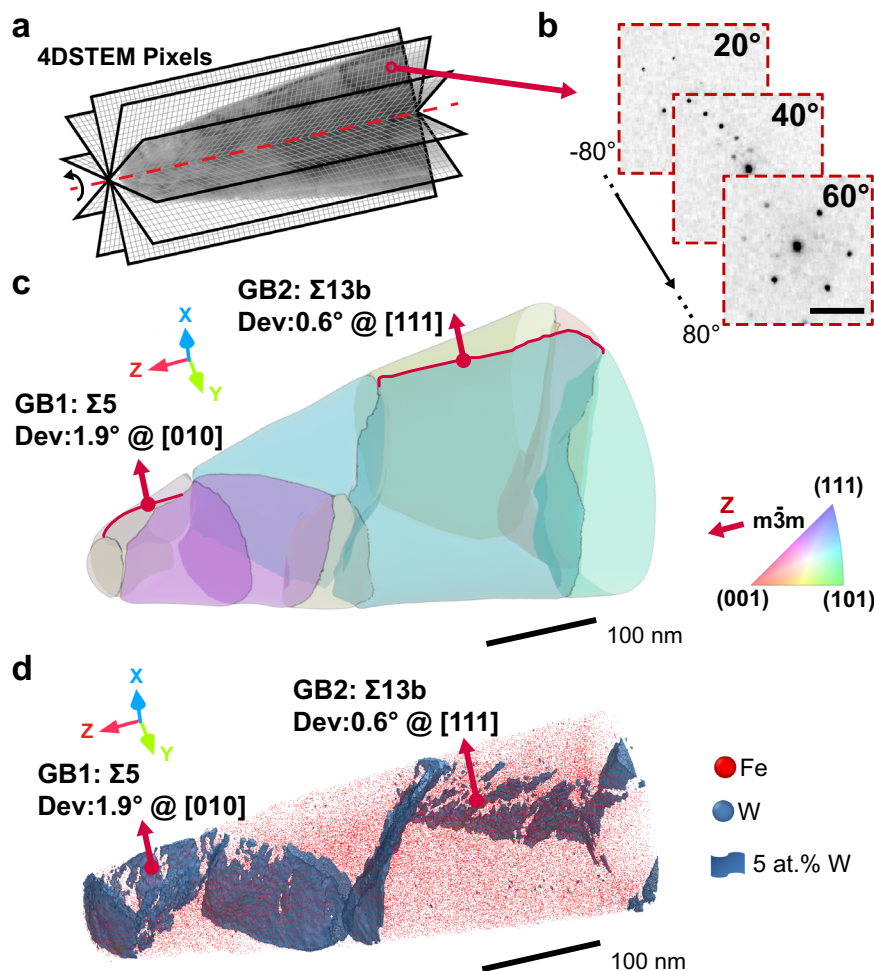 a
4DSTEM Pixels
b
20°
40°
60°
-80°
80°
c
GB2: Σ13b
Dev:0.6° @ [111]
X
Z
Y
GB1: Σ5
Dev:1.9° @ [010]
Z
m3̄m
(111)
(001)
(101)
100 nm
d
GB2: Σ13b
Dev:0.6° @ [111]
X
Z
Y
GB1: Σ5
Dev:1.9° @ [010]
Fe
W
5 at.% W
100 nm